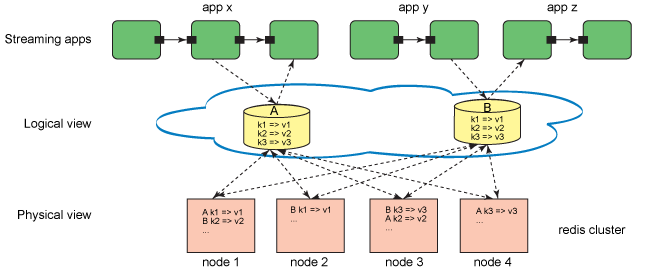 app x
app y
app z
Streaming apps
Logical view
A
k1 => v1
k2 => v2
k3 => v3
B
k1 => v1
k2 => v2
k3 => v3
Physical view
A k1 => v1
B k2 => v2
...
B k1 => v1
...
B k3 => v3
A k2 => v2
...
A k3 => v3
...
redis cluster
node 1
node 2
node 3
node 4